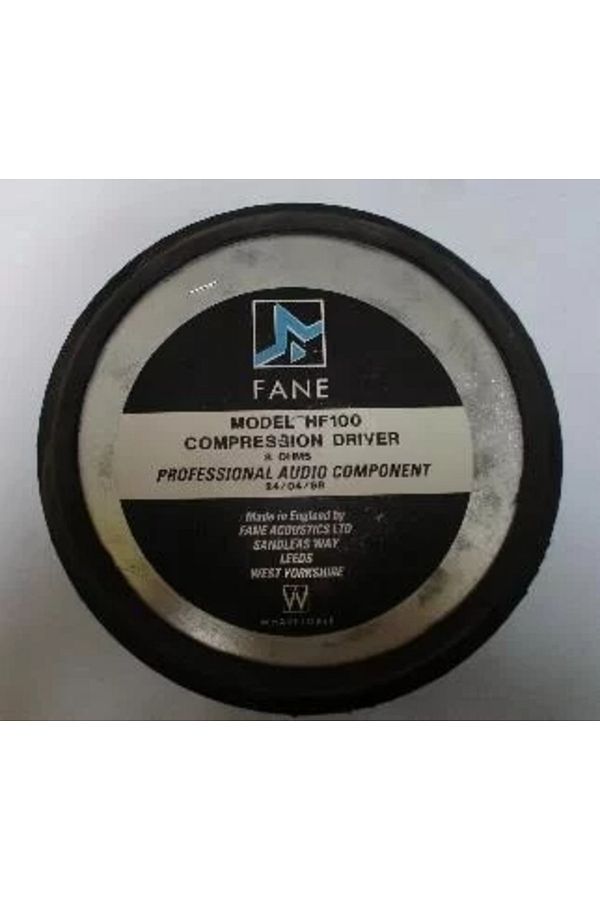 FANE
MODEL HF100
COMPRESSION DRIVER
8 OHMS
PROFESSIONAL AUDIO COMPONENT
Made in England by
FANE ACOUSTICS LTD
SANDLEAS WAY
LEEDS
WEST YORKSHIRE
W
WHARFEDALE